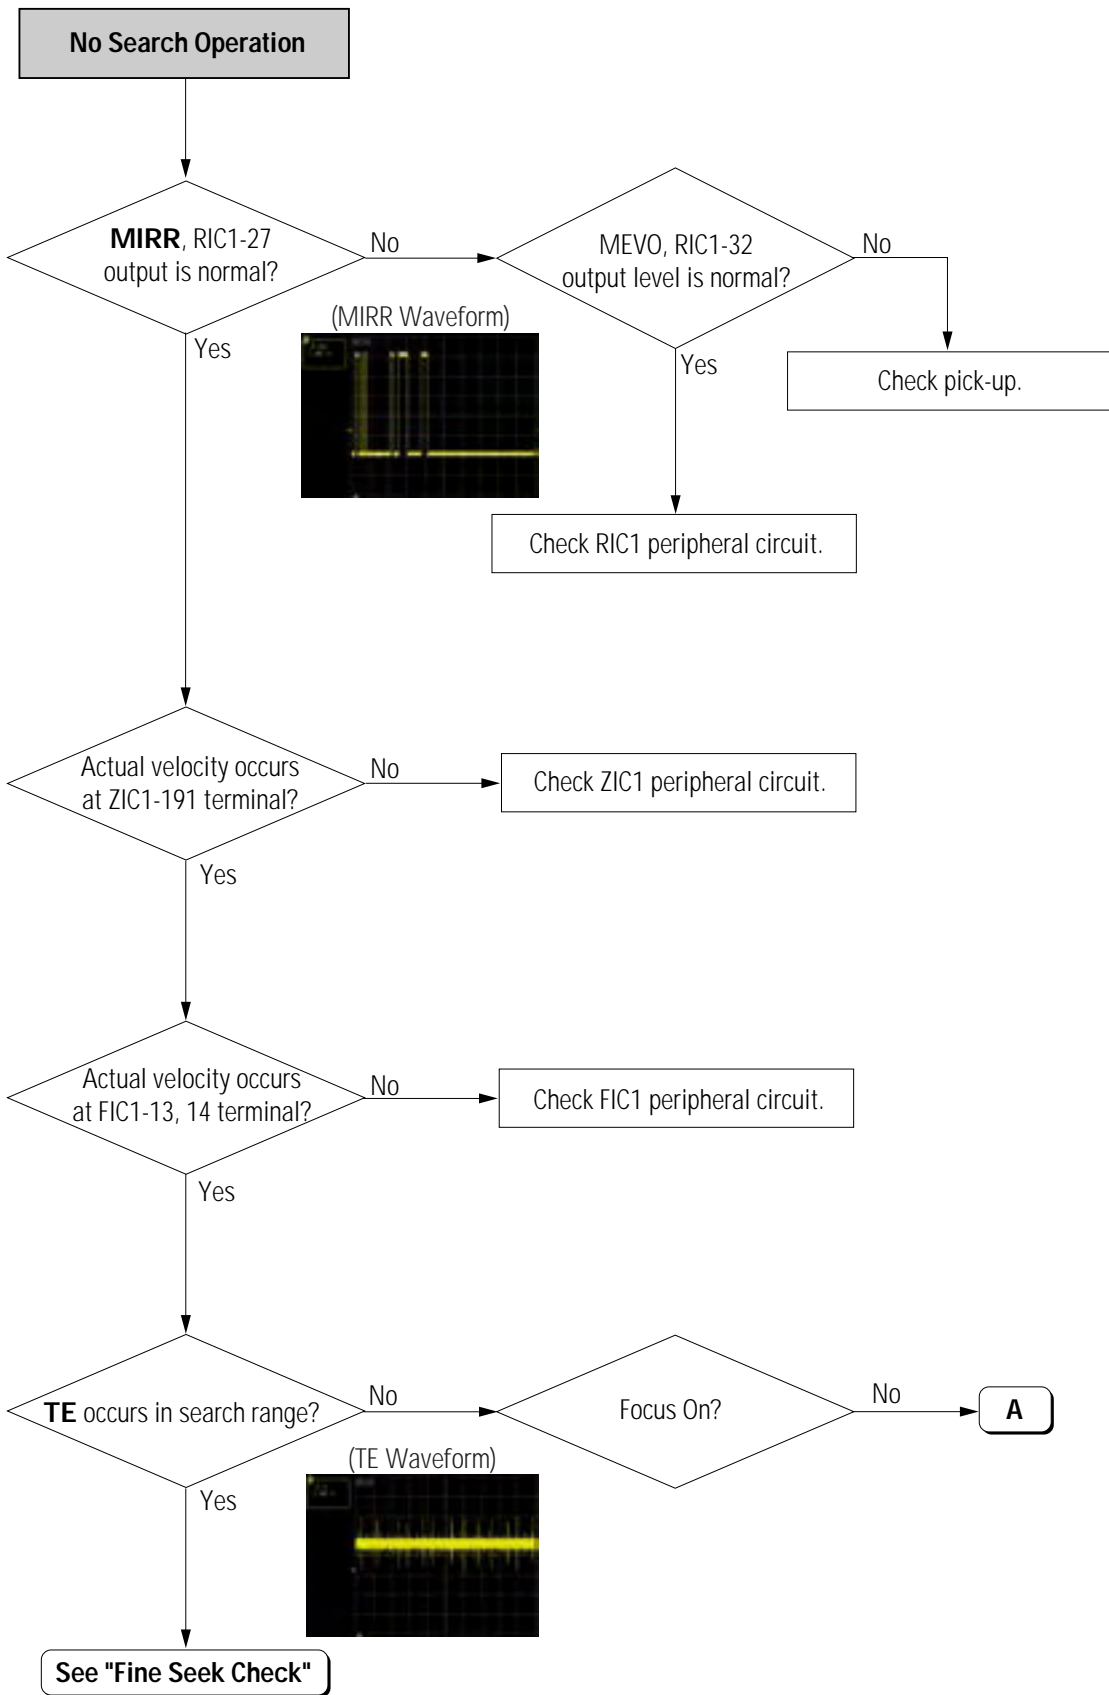 No Search Operation
MIRR, RIC1-27
output is normal?
No
MEVO, RIC1-32
output level is normal?
No
(MIRR Waveform)
Yes
Yes
Check pick-up.
Check RIC1 peripheral circuit.
Actual velocity occurs
at ZIC1-191 terminal?
No
Check ZIC1 peripheral circuit.
Yes
Actual velocity occurs
at FIC1-13, 14 terminal?
No
Check FIC1 peripheral circuit.
Yes
TE occurs in search range?
No
Focus On?
No
A
(TE Waveform)
Yes
See "Fine Seek Check"